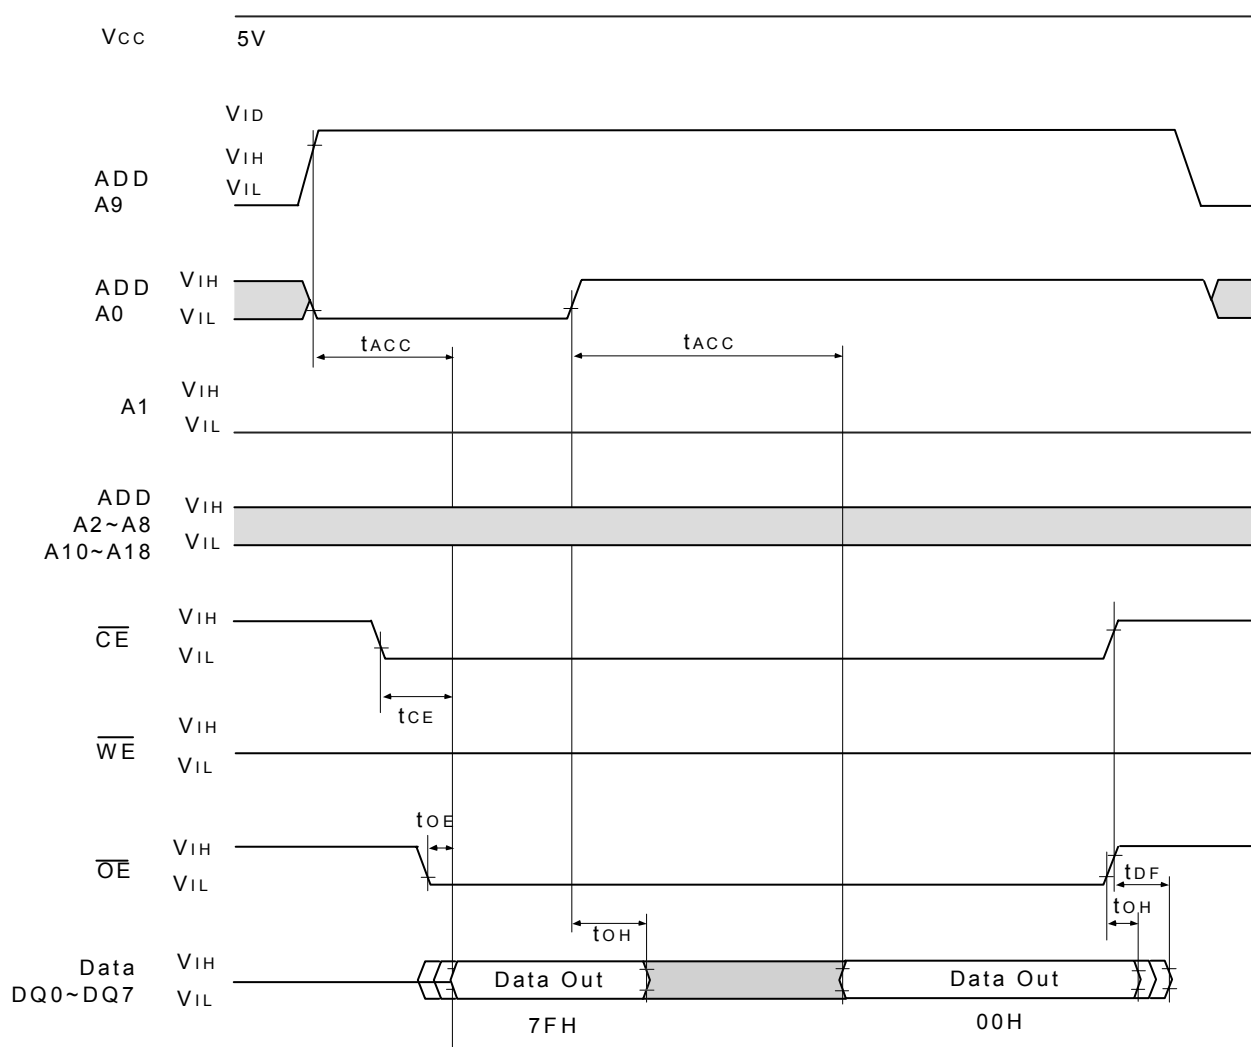 VCC 5V
VID
VIH
VIL
ADD
A9
ADD VIH
A0 VIL
tACC tACC
VIH
A1
VIL
ADD
A2~A8
A10~A18
VIH
VIL
CE VIH
VIL
tCE
WE VIH
VIL
tOE
OE VIH
VIL
tDF
tOH tOH
Data
DQ0~DQ7
VIH
VIL
Data Out Data Out
7FH 00H